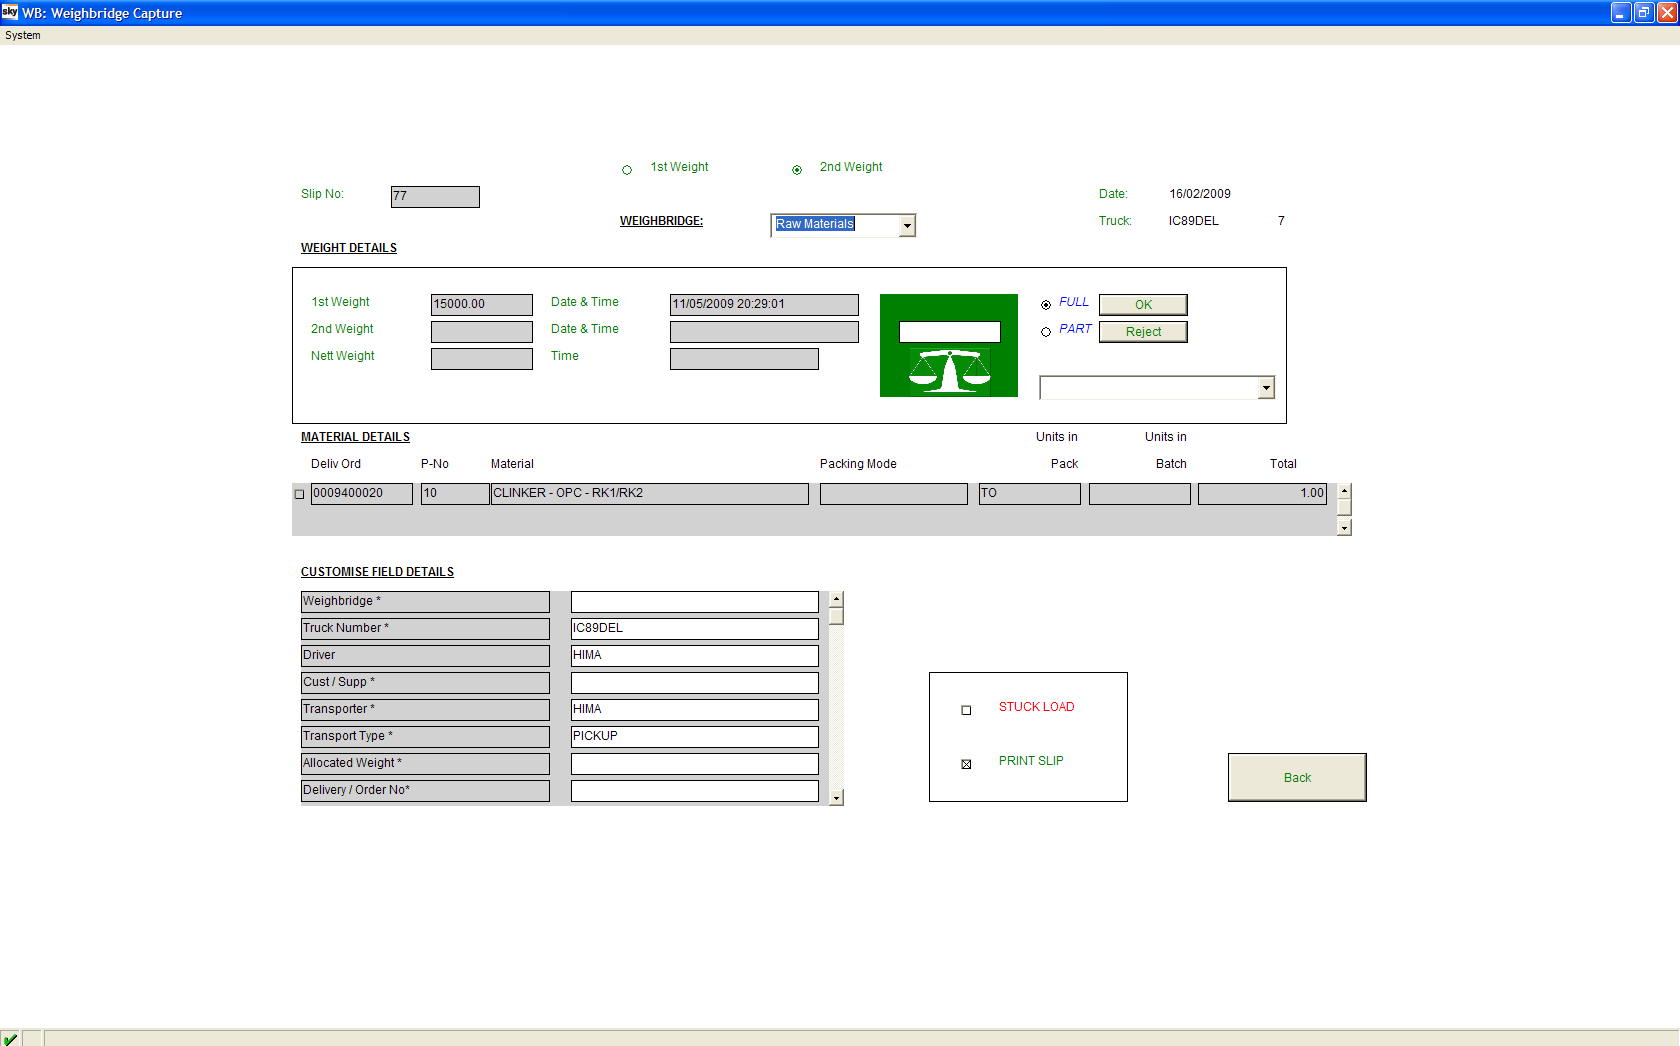 sky WB: Weighbridge Capture
System
1st Weight 2nd Weight
Slip No: 77 Date: 16/02/2009
WEIGHBRIDGE: Raw Materials Truck: IC89DEL 7
WEIGHT DETAILS
1st Weight 15000.00 Date & Time 11/05/2009 20:29:01 FULL OK
2nd Weight Date & Time PART Reject
Nett Weight Time
MATERIAL DETAILS Units in Units in
Deliv Ord P-No Material Packing Mode Pack Batch Total
0009400020 10 CLINKER - OPC - RK1/RK2 TO 1.00
CUSTOMISE FIELD DETAILS
Weighbridge *
Truck Number * IC89DEL
Driver HIMA
Cust / Supp *
Transporter * HIMA
Transport Type * PICKUP
Allocated Weight *
Delivery / Order No*
STUCK LOAD
PRINT SLIP
Back